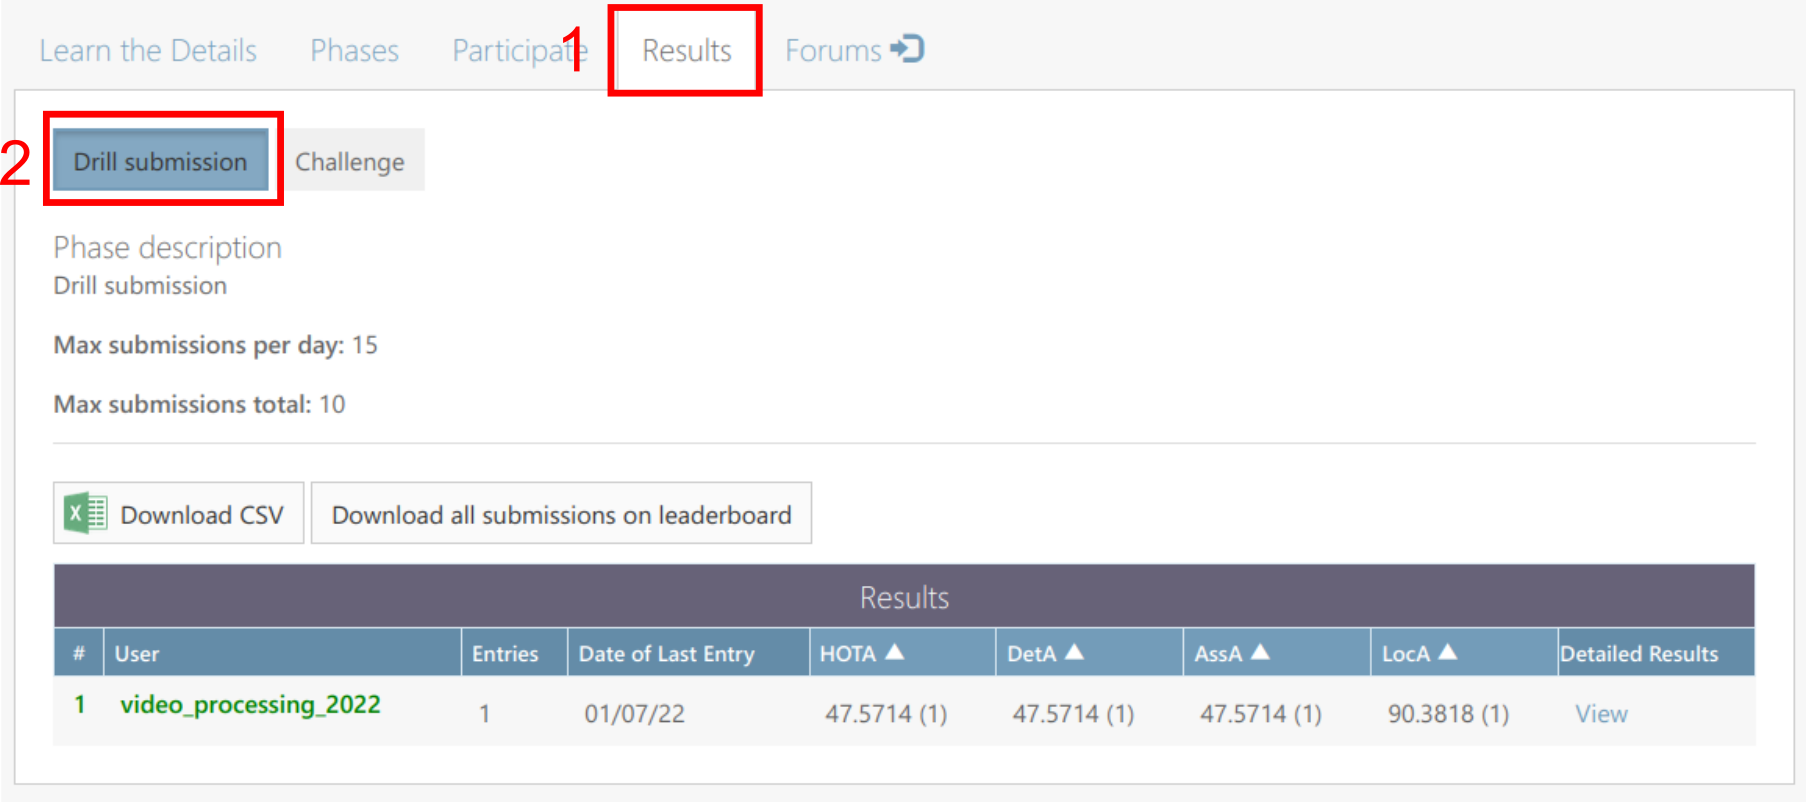 Learn the Details Phases Participate 1 Results Forums
2 Drill submission Challenge
Phase description
Drill submission
Max submissions per day: 15
Max submissions total: 10
Download CSV Download all submissions on leaderboard
Results
# User Entries Date of Last Entry HOTA ▲ DetA ▲ AssA ▲ LocA ▲ Detailed Results
1 video_processing_2022 1 01/07/22 47.5714 (1) 47.5714 (1) 47.5714 (1) 90.3818 (1) View